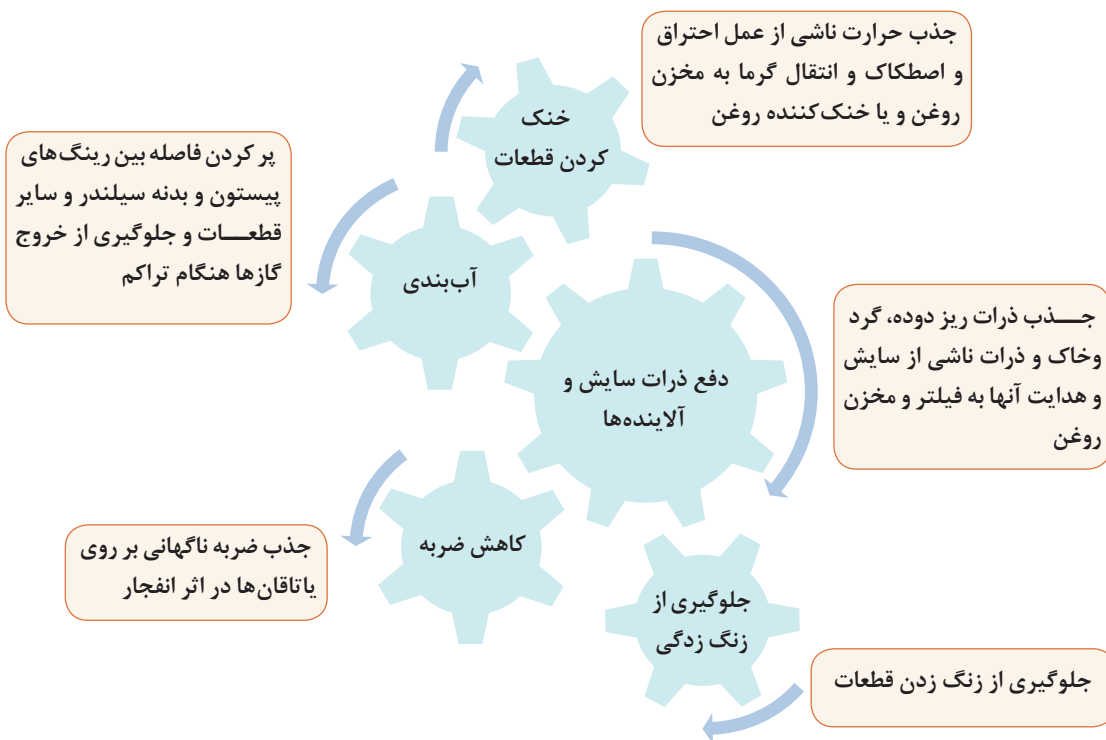 جذب حرارت ناشی از عمل احتراق
و اصطکاک و انتقال گرما به مخزن
روغن و یا خنک‌کننده روغن
خنک
کردن قطعات
پر کردن فاصله بین رینگ‌های
پیستون و بدنه سیلندر و سایر
قطعـــات و جلوگیری از خروج
گازها هنگام تراکم
آب‌بندی
جـــذب ذرات ریز دوده، گرد
وخاک و ذرات ناشی از سایش
و هدایت آنها به فیلتر و مخزن
روغن
دفع ذرات سایش و
آلاینده‌ها
کاهش ضربه
جذب ضربه ناگهانی بر روی
یاتاقان‌ها در اثر انفجار
جلوگیری از
زنگ زدگی
جلوگیری از زنگ زدن قطعات